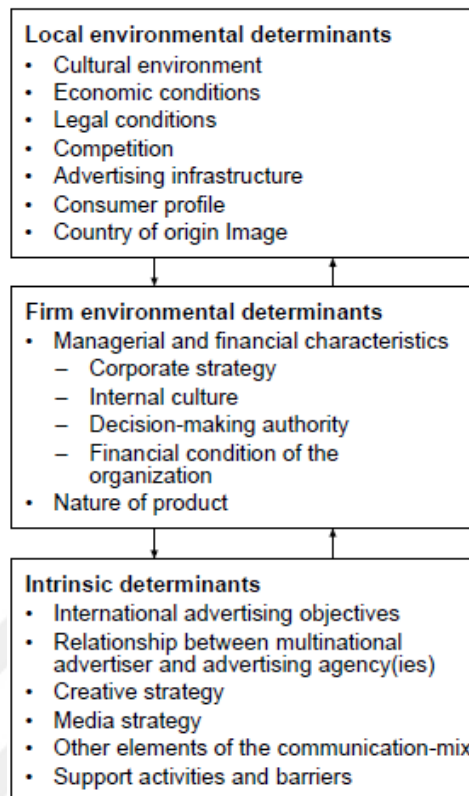 Local environmental determinants
• Cultural environment
• Economic conditions
• Legal conditions
• Competition
• Advertising infrastructure
• Consumer profile
• Country of origin Image
Firm environmental determinants
• Managerial and financial characteristics
– Corporate strategy
– Internal culture
– Decision-making authority
– Financial condition of the
organization
• Nature of product
Intrinsic determinants
• International advertising objectives
• Relationship between multinational
advertiser and advertising agency(ies)
• Creative strategy
• Media strategy
• Other elements of the communication-mix
• Support activities and barriers